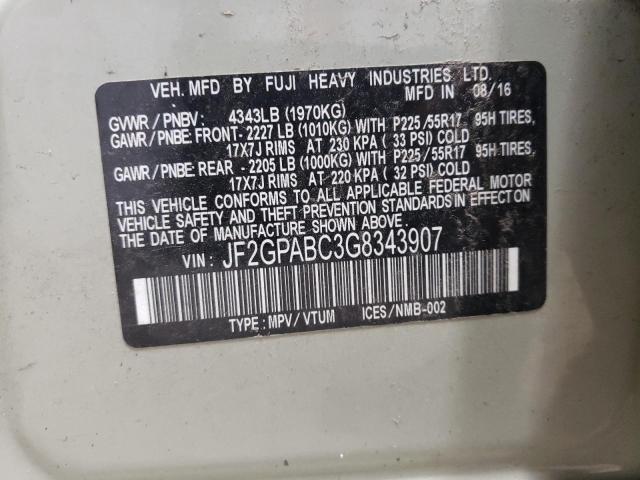 VEH. MFD BY FUJI HEAVY INDUSTRIES LTD.
MFD IN 08/16
GVWR / PNBV: 4343LB (1970KG)
GAWR / PNBE: FRONT- 2227 LB (1010KG) WITH P225/55R17 95H TIRES,
17X7J RIMS AT 230 KPA ( 33 PSI) COLD
GAWR / PNBE: REAR - 2205 LB (1000KG) WITH P225/55R17 95H TIRES,
17X7J RIMS AT 220 KPA ( 32 PSI) COLD
THIS VEHICLE CONFORMS TO ALL APPLICABLE FEDERAL MOTOR
VEHICLE SAFETY AND THEFT PREVENTION STANDARDS IN EFFECT ON
THE DATE OF MANUFACTURE SHOWN ABOVE.
VIN: JF2GPABC3G8343907
TYPE: MPV/VTUM ICES/NMB-002